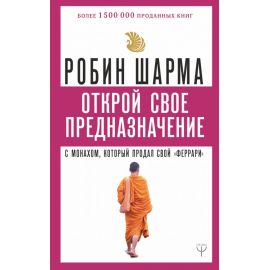 БОЛЕЕ 1 500 000 ПРОДАННЫХ КНИГ
РОБИН ШАРМА
ОТКРОЙ СВОЕ
ПРЕДНАЗНАЧЕНИЕ
С МОНАХОМ, КОТОРЫЙ ПРОДАЛ СВОЙ «ФЕРРАРИ»